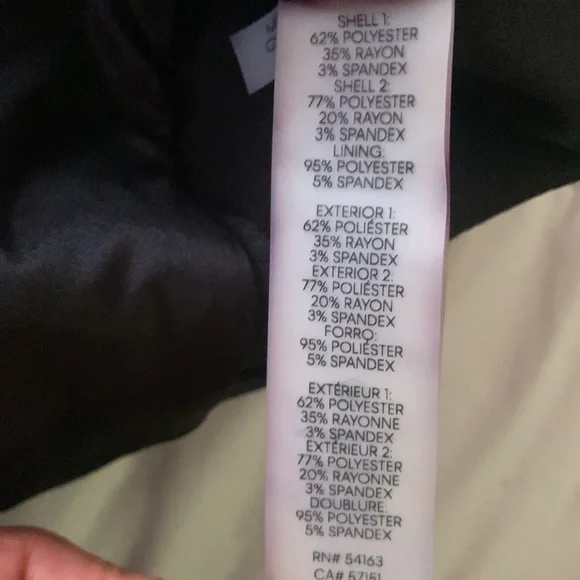 SHELL 1:
62% POLYESTER
35% RAYON
3% SPANDEX
SHELL 2:
77% POLYESTER
20% RAYON
3% SPANDEX
LINING:
95% POLYESTER
5% SPANDEX
EXTERIOR 1:
62% POLIÉSTER
35% RAYON
3% SPANDEX
EXTERIOR 2:
77% POLIÉSTER
20% RAYON
3% SPANDEX
FORRO:
95% POLIÉSTER
5% SPANDEX
EXTÉRIEUR 1:
62% POLYESTER
35% RAYONNE
3% SPANDEX
EXTÉRIEUR 2:
77% POLYESTER
20% RAYONNE
3% SPANDEX
DOUBLURE:
95% POLYESTER
5% SPANDEX
RN# 54163
CA# 57151